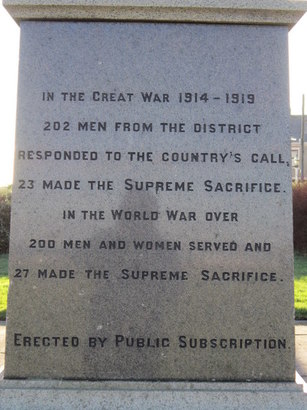 IN THE GREAT WAR 1914-1919
202 MEN FROM THE DISTRICT
RESPONDED TO THE COUNTRY'S CALL,
23 MADE THE SUPREME SACRIFICE.
IN THE WORLD WAR OVER
200 MEN AND WOMEN SERVED AND
27 MADE THE SUPREME SACRIFICE.
ERECTED BY PUBLIC SUBSCRIPTION.